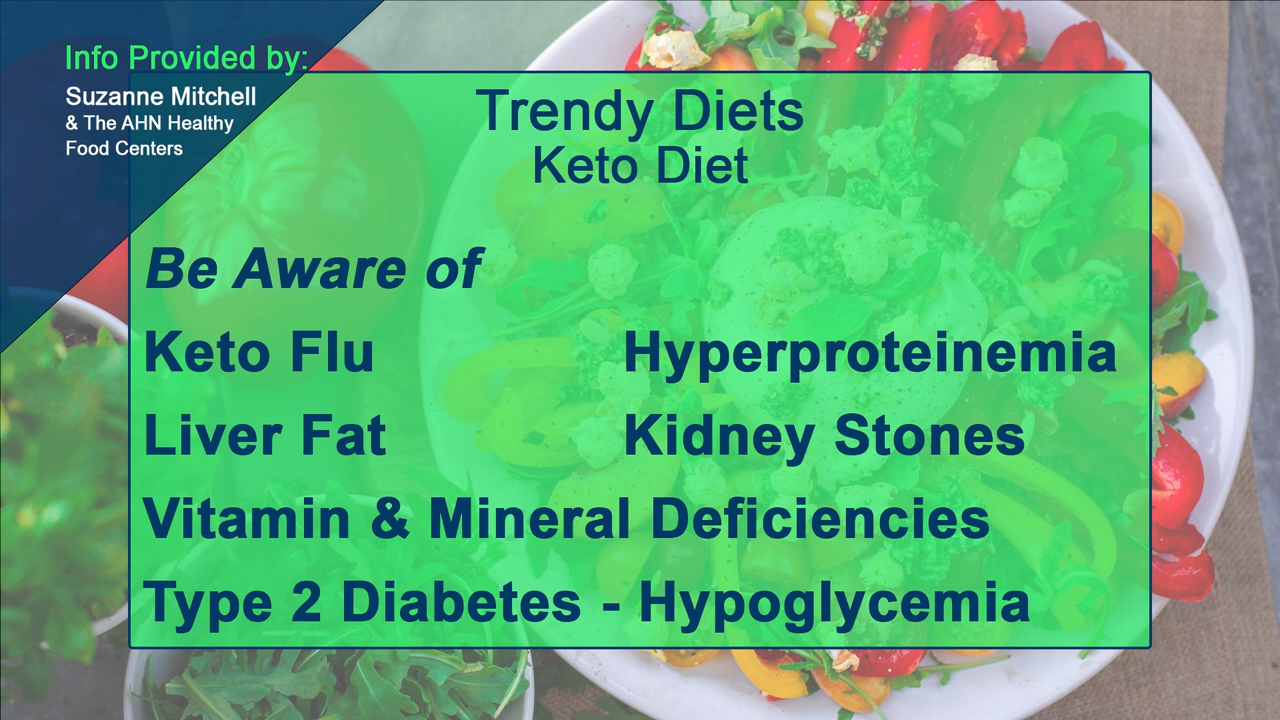 Info Provided by:
Suzanne Mitchell
& The AHN Healthy
Food Centers
Trendy Diets
Keto Diet
Be Aware of
Keto Flu Hyperproteinemia
Liver Fat Kidney Stones
Vitamin & Mineral Deficiencies
Type 2 Diabetes - Hypoglycemia